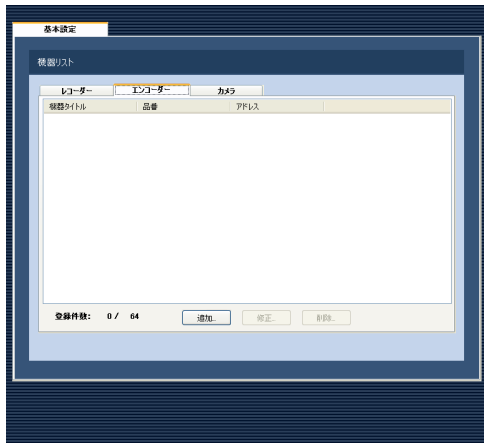 基本設定
機器リスト
レコーダー エンコーダー カメラ
機器タイトル 品番 アドレス
登録件数: 0 / 64 追加... 修正... 削除...